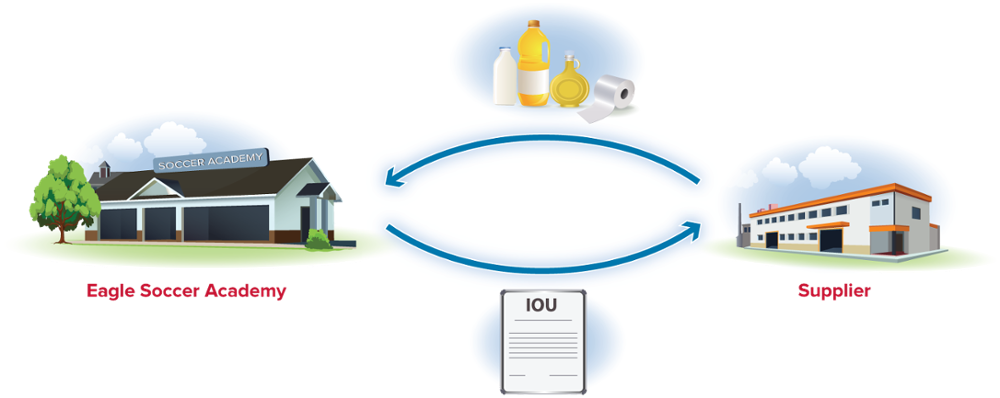 SOCCER ACADEMY
Eagle Soccer Academy
Supplier
IOU